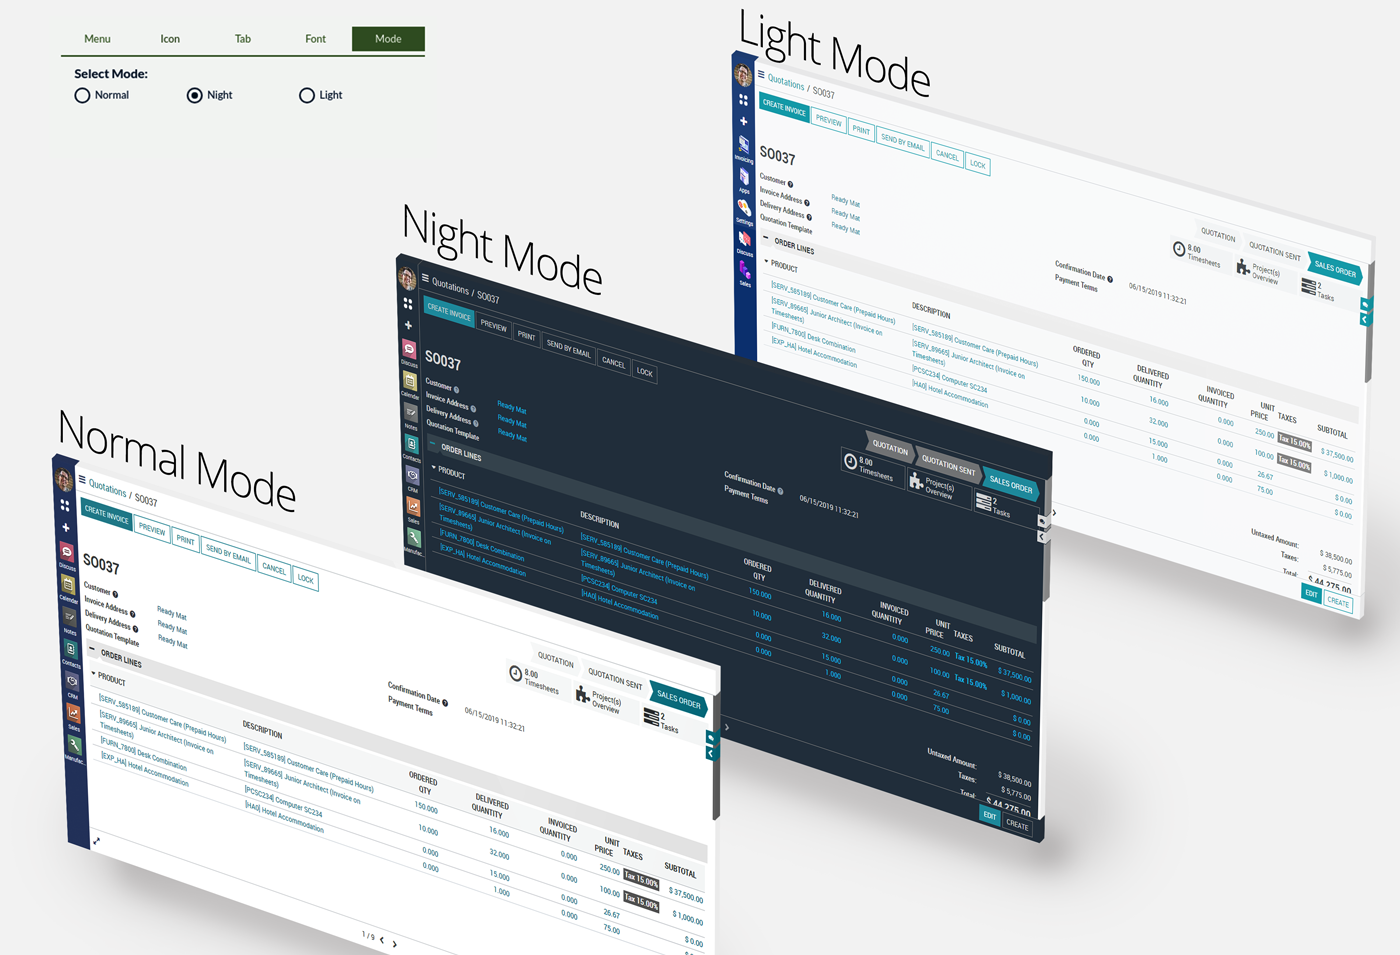 Menu Icon Tab Font Mode
Select Mode:
Normal Night Light
Light Mode
Quotations / SO037
CREATE INVOICE PREVIEW PRINT SEND BY EMAIL CANCEL LOCK
SO037
Invoicing
Apps
Settings
Discuss
Sales
Customer
Invoice Address Ready Mat
Delivery Address Ready Mat
Quotation Template Ready Mat
QUOTATION QUOTATION SENT SALES ORDER
8.00 Timesheets
Project(s) Overview
2 Tasks
Confirmation Date 06/15/2019 11:32:21
Payment Terms
ORDER LINES
PRODUCT DESCRIPTION ORDERED QTY DELIVERED QUANTITY INVOICED QUANTITY UNIT PRICE TAXES SUBTOTAL
[SERV_585189] Customer Care (Prepaid Hours) [SERV_585189] Customer Care (Prepaid Hours) 150.000 16.000 0.000 250.00 Tax 15.00% $ 37,500.00
[SERV_89665] Junior Architect (Invoice on Timesheets) [SERV_89665] Junior Architect (Invoice on Timesheets) 10.000 32.000 0.000 100.00 Tax 15.00% $ 1,000.00
[FURN_7800] Desk Combination [PCSC234] Computer SC234 0.000 15.000 0.000 26.67 $ 0.00
[EXP_HA] Hotel Accommodation [HA0] Hotel Accommodation 0.000 1.000 0.000 75.00 $ 0.00
Untaxed Amount: $ 38,500.00
Taxes: $ 5,775.00
Total: $ 44,275.00
EDIT CREATE
Night Mode
Quotations / SO037
CREATE INVOICE PREVIEW PRINT SEND BY EMAIL CANCEL LOCK
SO037
Discuss
Calendar
Notes
Contacts
CRM
Sales
Manufac...
Customer
Invoice Address Ready Mat
Delivery Address Ready Mat
Quotation Template Ready Mat
QUOTATION QUOTATION SENT SALES ORDER
8.00 Timesheets
Project(s) Overview
2 Tasks
Confirmation Date 06/15/2019 11:32:21
Payment Terms
ORDER LINES
PRODUCT DESCRIPTION ORDERED QTY DELIVERED QUANTITY INVOICED QUANTITY UNIT PRICE TAXES SUBTOTAL
[SERV_585189] Customer Care (Prepaid Hours) [SERV_585189] Customer Care (Prepaid Hours) 150.000 16.000 0.000 250.00 Tax 15.00% $ 37,500.00
[SERV_89665] Junior Architect (Invoice on Timesheets) [SERV_89665] Junior Architect (Invoice on Timesheets) 10.000 32.000 0.000 100.00 Tax 15.00% $ 1,000.00
[FURN_7800] Desk Combination [PCSC234] Computer SC234 0.000 15.000 0.000 26.67 $ 0.00
[EXP_HA] Hotel Accommodation [HA0] Hotel Accommodation 0.000 1.000 0.000 75.00 $ 0.00
Untaxed Amount: $ 38,500.00
Taxes: $ 5,775.00
Total: $ 44,275.00
EDIT CREATE
Normal Mode
Quotations / SO037
CREATE INVOICE PREVIEW PRINT SEND BY EMAIL CANCEL LOCK
SO037
Discuss
Calendar
Notes
Contacts
CRM
Sales
Manufac...
Customer
Invoice Address Ready Mat
Delivery Address Ready Mat
Quotation Template Ready Mat
QUOTATION QUOTATION SENT SALES ORDER
8.00 Timesheets
Project(s) Overview
2 Tasks
Confirmation Date 06/15/2019 11:32:21
Payment Terms
ORDER LINES
PRODUCT DESCRIPTION ORDERED QTY DELIVERED QUANTITY INVOICED QUANTITY UNIT PRICE TAXES SUBTOTAL
[SERV_585189] Customer Care (Prepaid Hours) [SERV_585189] Customer Care (Prepaid Hours) 150.000 16.000 0.000 250.00 Tax 15.00% $ 37,500.00
[SERV_89665] Junior Architect (Invoice on Timesheets) [SERV_89665] Junior Architect (Invoice on Timesheets) 10.000 32.000 0.000 100.00 Tax 15.00% $ 1,000.00
[FURN_7800] Desk Combination [PCSC234] Computer SC234 0.000 15.000 0.000 26.67 $ 0.00
[EXP_HA] Hotel Accommodation [HA0] Hotel Accommodation 0.000 1.000 0.000 75.00
1 / 9